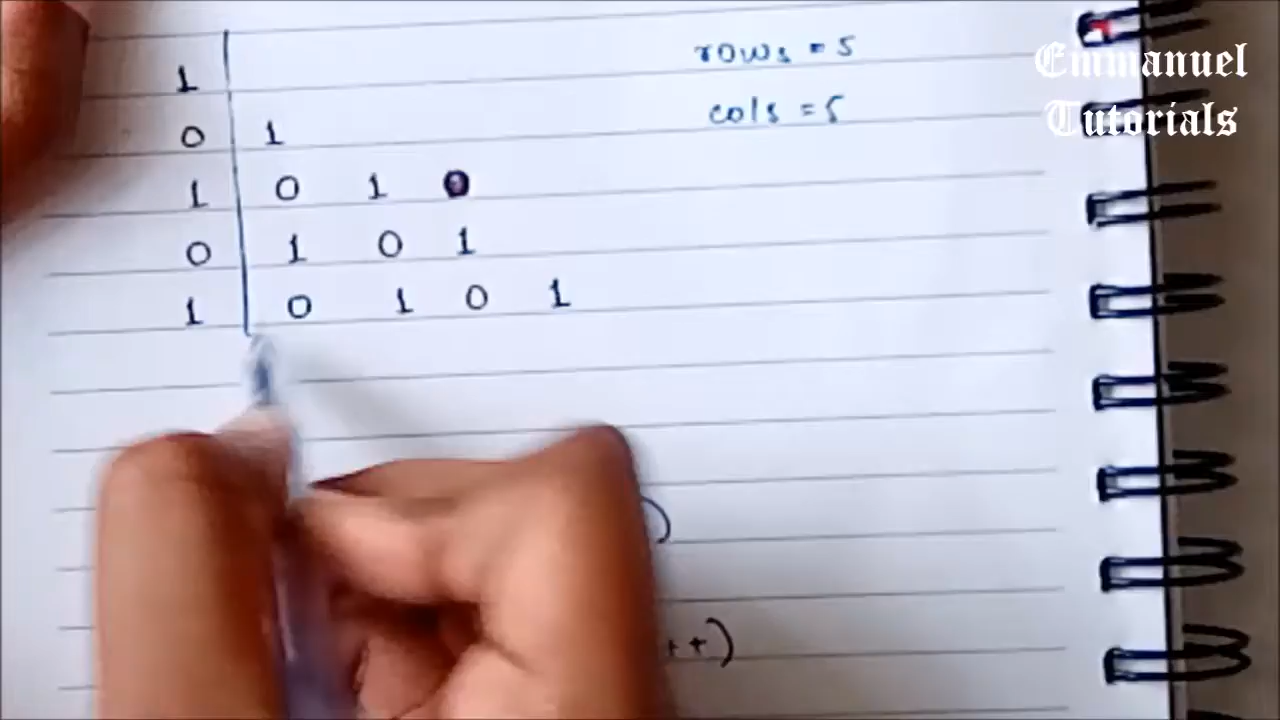 1
rows = 5
Emmanuel
0 1
cols = 5
Tutorials
1 0 1 0
0 1 0 1
1 0 1 0 1
)
++)